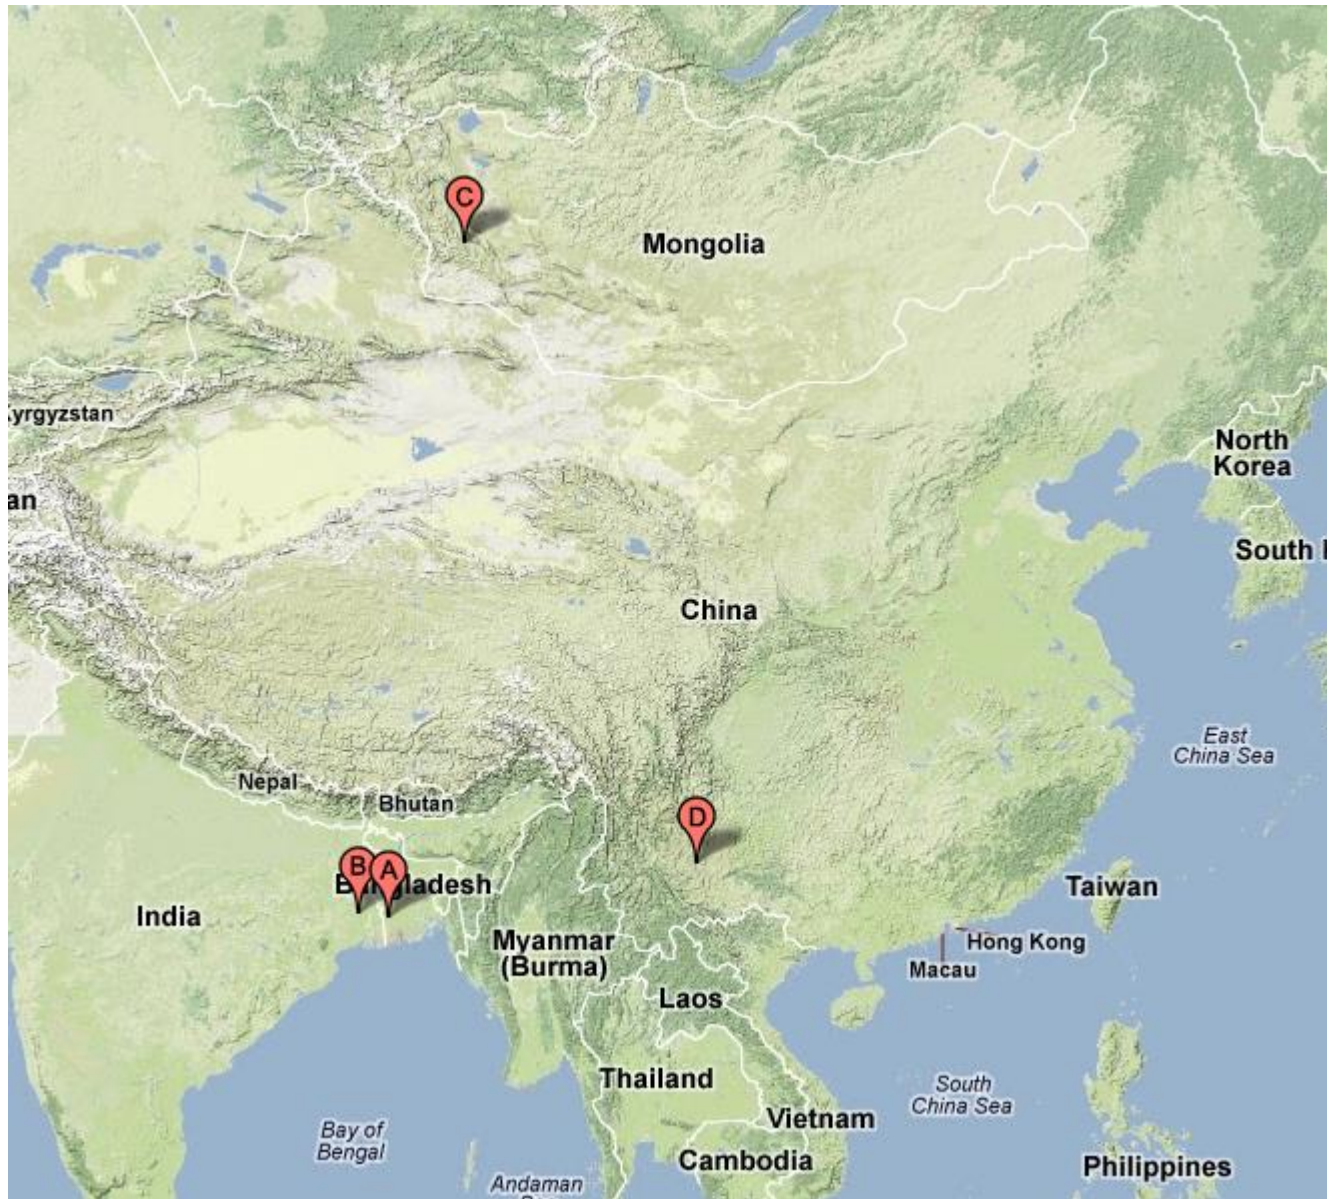 C
Mongolia
Kyrgyzstan
North
Korea
an
South
China
East
China Sea
Nepal
Bhutan
D
B
A
Bangladesh
Taiwan
India
Myanmar
(Burma)
Hong Kong
Macau
Laos
Thailand
South
China Sea
Vietnam
Bay of
Bengal
Cambodia
Philippines
Andaman